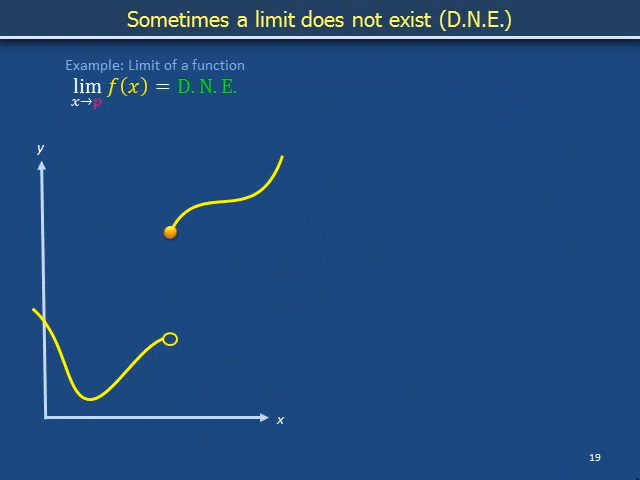 Sometimes a limit does not exist (D.N.E.)
Example: Limit of a function
lim f(x) = D. N. E.
x→p
y
x
19